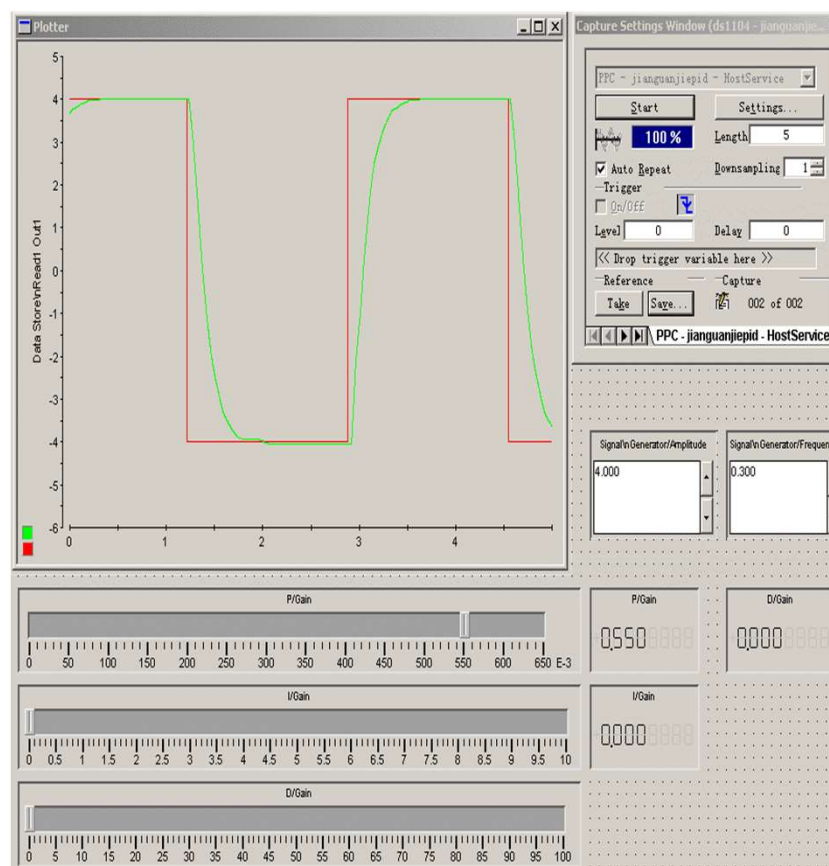 Plotter
Capture Settings Window (ds1104 - jianguanjie...
5
4
3
2
1
0
-1
-2
-3
-4
-5
-6
Data Store\nRead1 Out1
0 1 2 3 4
PPC - jianguanjiepid - HostService
Start Settings...
100% Length 5
Auto Repeat Downsampling 1
Trigger
On/Off
Level 0 Delay 0
<< Drop trigger variable here >>
Reference Capture
Take Save... 002 of 002
PPC - jianguanjiepid - HostService
Signal\nGenerator/Amplitude Signal\nGenerator/Frequen
4.000 0.300
P/Gain
0 50 100 150 200 250 300 350 400 450 500 550 600 650 E-3
P/Gain D/Gain
0.550 0.000
I/Gain
0 0.5 1 1.5 2 2.5 3 3.5 4 4.5 5 5.5 6 6.5 7 7.5 8 8.5 9 9.5 10
I/Gain
0.000
D/Gain
0 5 10 15 20 25 30 35 40 45 50 55 60 65 70 75 80 85 90 95 100